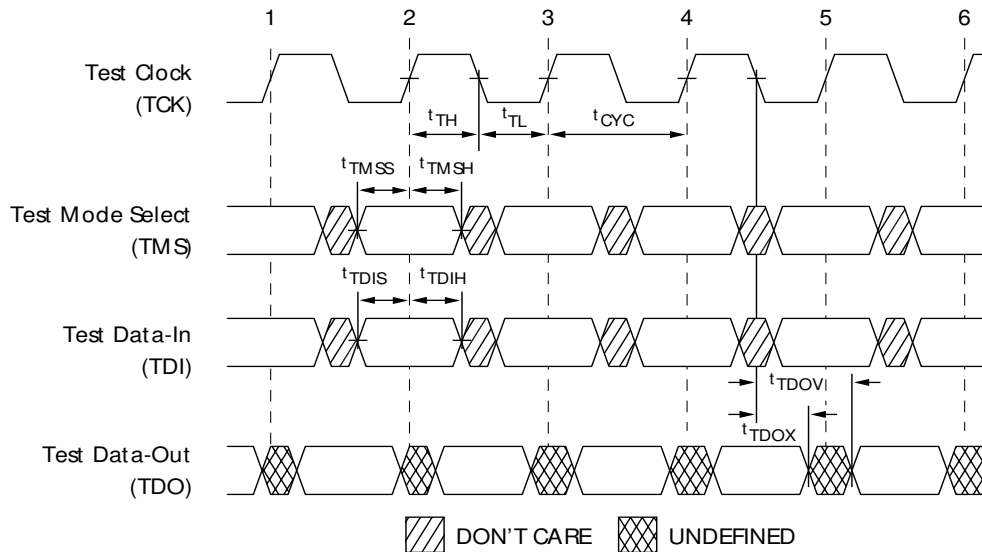 1 2 3 4 5 6
Test Clock
(TCK)
tTH tTL tCYC
tTMSS tTMSH
Test Mode Select
(TMS)
tTDIS tTDIH
Test Data-In
(TDI)
tTDOV
tTDOX
Test Data-Out
(TDO)
DON'T CARE UNDEFINED